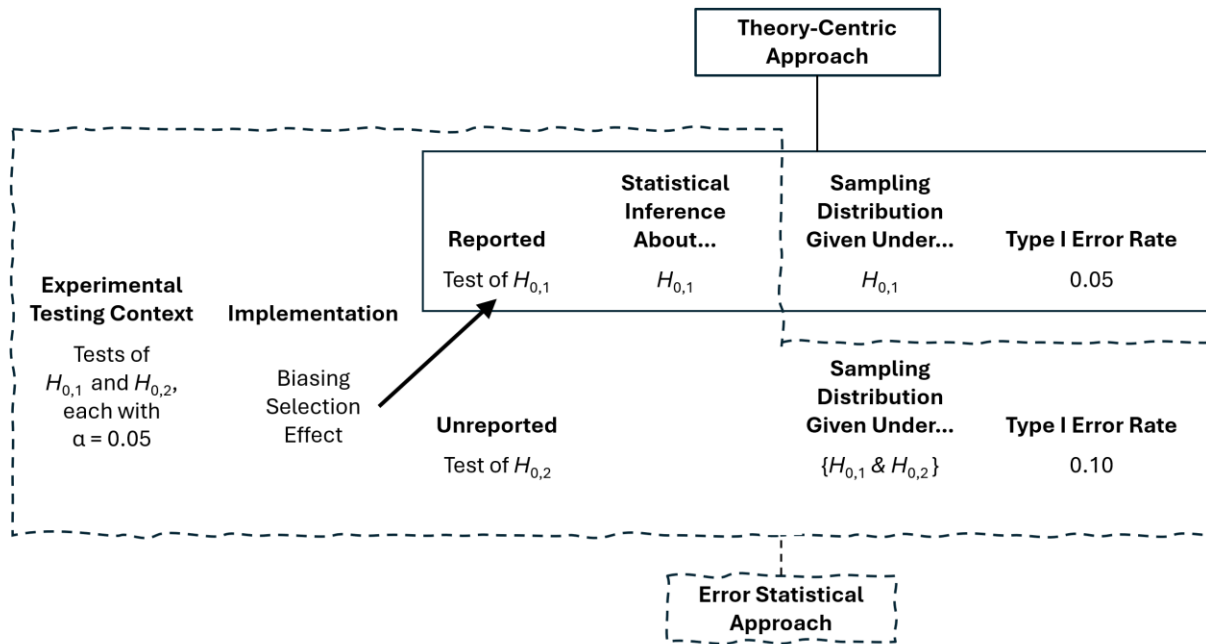 Theory-Centric
Approach
Statistical
Inference
About...
Sampling
Distribution
Given Under...
Reported
Type I Error Rate
Test of H0,1
H0,1
H0,1
0.05
Experimental
Testing Context
Implementation
Tests of
H0,1 and H0,2,
each with
α = 0.05
Biasing
Selection
Effect
Unreported
Test of H0,2
Sampling
Distribution
Given Under...
Type I Error Rate
{H0,1 & H0,2}
0.10
Error Statistical
Approach